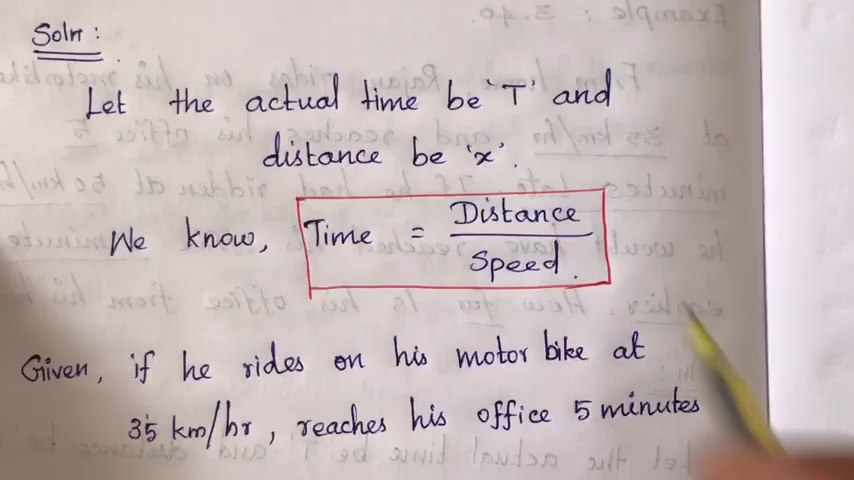 Soln:
Let the actual time be 'T' and
distance be 'x'.
We know, Time = Distance / Speed.
Given, if he rides on his motor bike at
35 km/hr, reaches his office 5 minutes